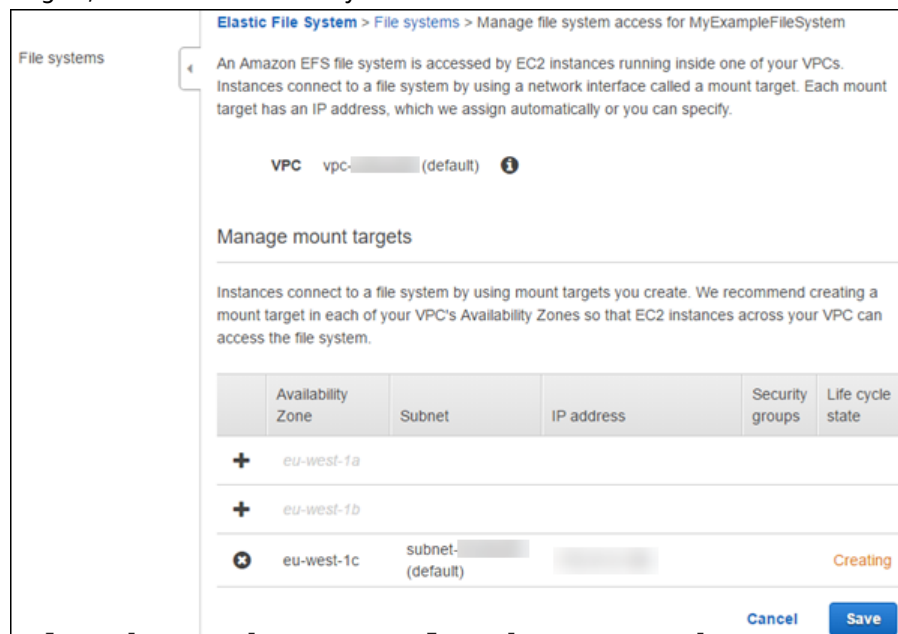 Elastic File System > File systems > Manage file system access for MyExampleFileSystem
File systems
An Amazon EFS file system is accessed by EC2 instances running inside one of your VPCs.
Instances connect to a file system by using a network interface called a mount target. Each mount
target has an IP address, which we assign automatically or you can specify.
VPC vpc- (default)
Manage mount targets
Instances connect to a file system by using mount targets you create. We recommend creating a
mount target in each of your VPC's Availability Zones so that EC2 instances across your VPC can
access the file system.
Availability Zone Subnet IP address Security groups Life cycle state
eu-west-1a
eu-west-1b
eu-west-1c subnet- (default) Creating
Cancel Save